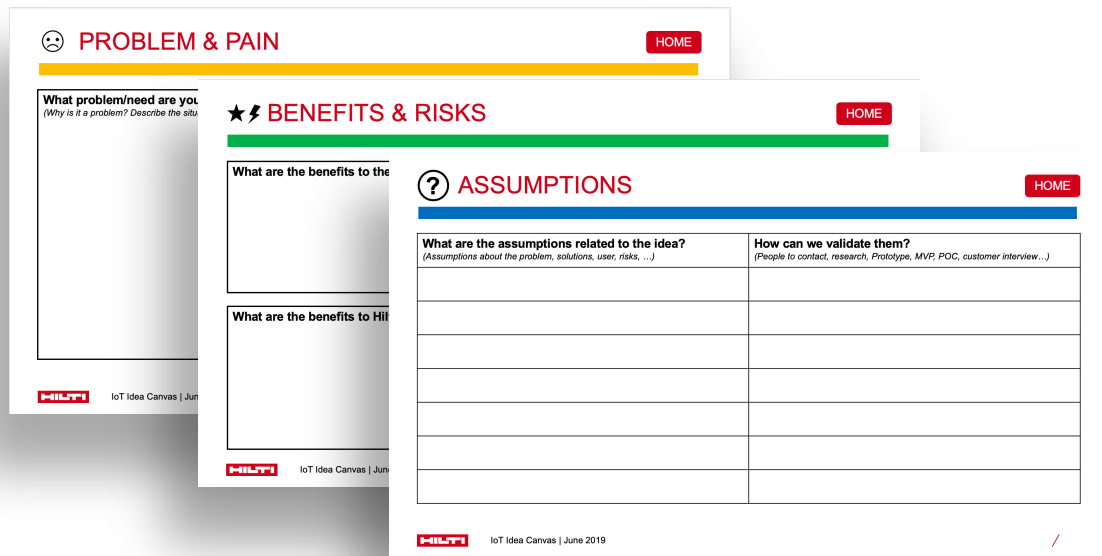 PROBLEM & PAIN
HOME
What problem/need are you
(Why is it a problem? Describe the situ
HILTI
IoT Idea Canvas | Jun
BENEFITS & RISKS
HOME
What are the benefits to the
What are the benefits to Hil
HILTI
IoT Idea Canvas | June
? ASSUMPTIONS
HOME
What are the assumptions related to the idea?
(Assumptions about the problem, solutions, user, risks, …)
How can we validate them?
(People to contact, research, Prototype, MVP, POC, customer interview…)
HILTI
IoT Idea Canvas | June 2019